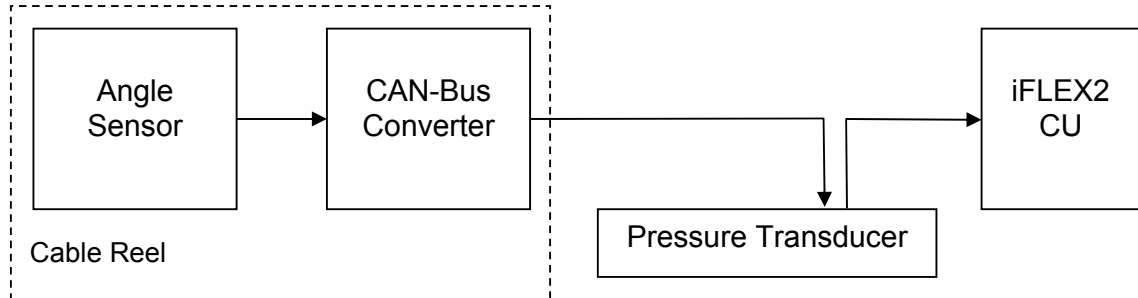 Angle
Sensor
CAN-Bus
Converter
iFLEX2
CU
Pressure Transducer
Cable Reel